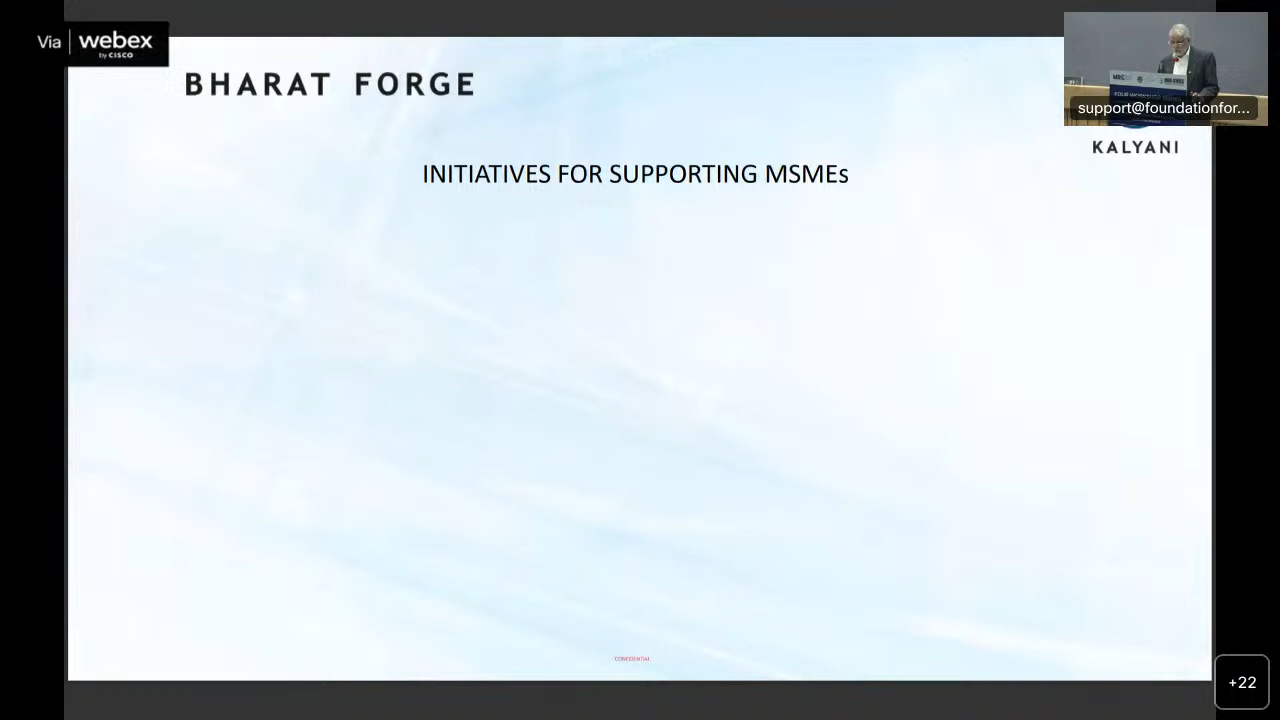 Via webex
by CISCO
BHARAT FORGE
support@foundationfor...
KALYANI
INITIATIVES FOR SUPPORTING MSMEs
CONFIDENTIAL
+22